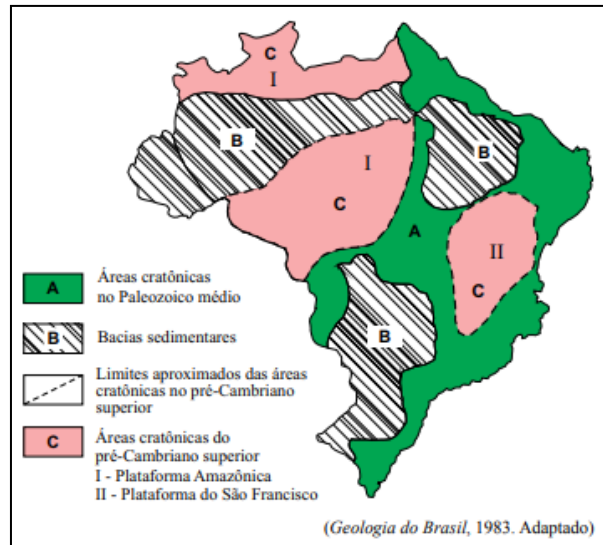 C
I
B
I
B
C
A
II
C
B
A Áreas cratônicas
no Paleozoico médio
B Bacias sedimentares
Limites aproximados das áreas
cratônicas no pré-Cambriano
superior
C Áreas cratônicas do
pré-Cambriano superior
I - Plataforma Amazônica
II - Plataforma do São Francisco
(Geologia do Brasil, 1983. Adaptado)